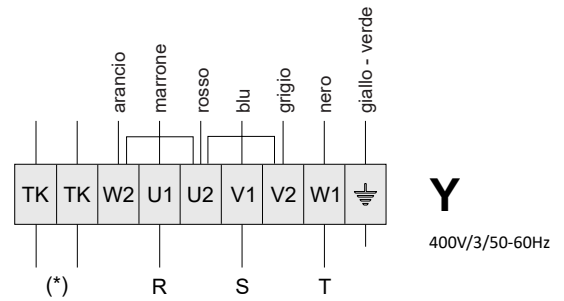 arancio
marrone
rosso
blu
grigio
nero
giallo - verde
TK TK W2 U1 U2 V1 V2 W1
Y
400V/3/50-60Hz
(*) R S T